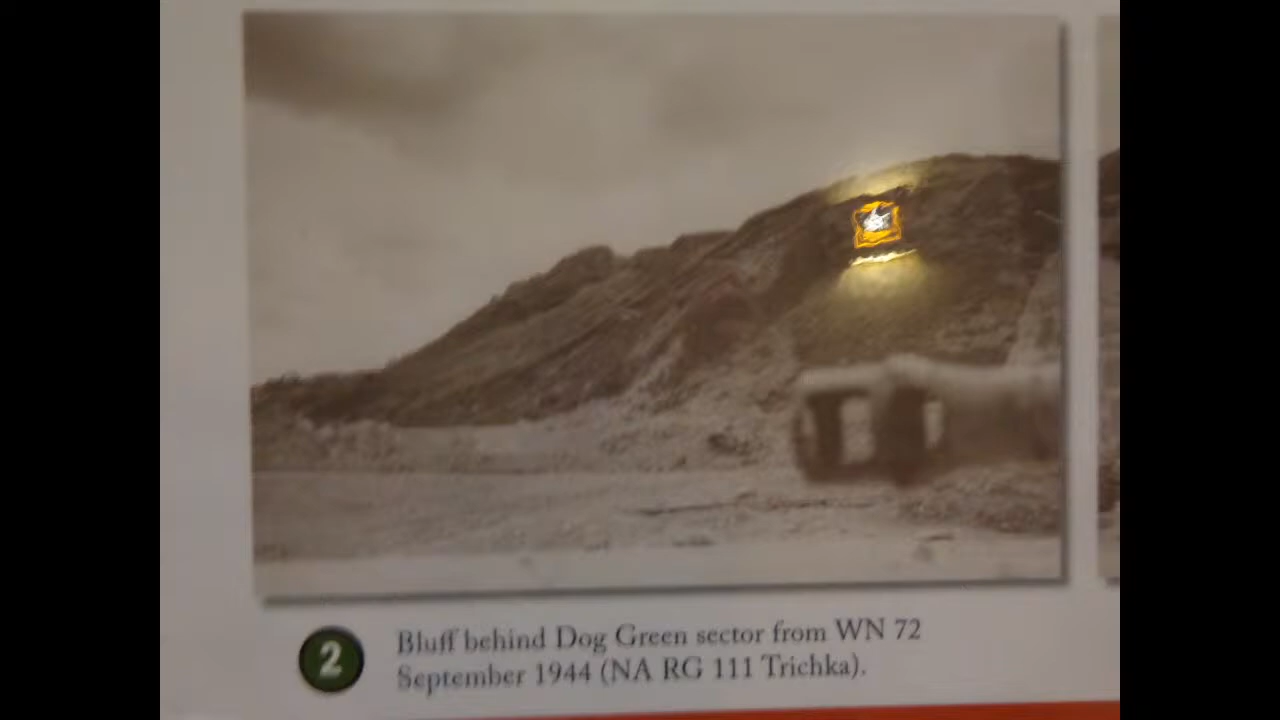 2
Bluff behind Dog Green sector from WN 72
September 1944 (NA RG 111 Trichka).